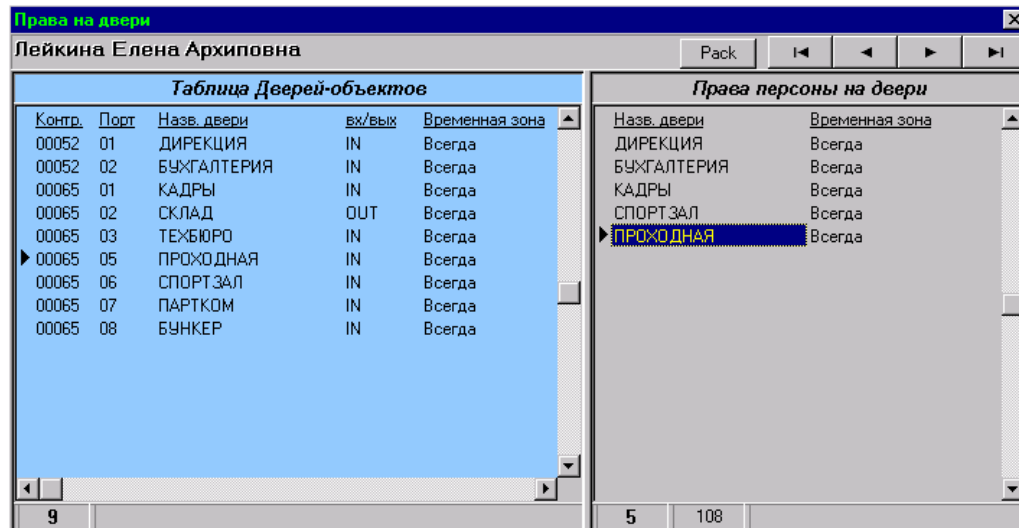 Права на двери
Лейкина Елена Архиповна Pack
Таблица Дверей-объектов
Контр. Порт Назв. двери вх/вых Временная зона
00052 01 ДИРЕКЦИЯ IN Всегда
00052 02 БУХГАЛТЕРИЯ IN Всегда
00065 01 КАДРЫ IN Всегда
00065 02 СКЛАД OUT Всегда
00065 03 ТЕХБЮРО IN Всегда
00065 05 ПРОХОДНАЯ IN Всегда
00065 06 СПОРТЗАЛ IN Всегда
00065 07 ПАРТКОМ IN Всегда
00065 08 БУНКЕР IN Всегда
9
Права персоны на двери
Назв. двери Временная зона
ДИРЕКЦИЯ Всегда
БУХГАЛТЕРИЯ Всегда
КАДРЫ Всегда
СПОРТЗАЛ Всегда
ПРОХОДНАЯ Всегда
5 108